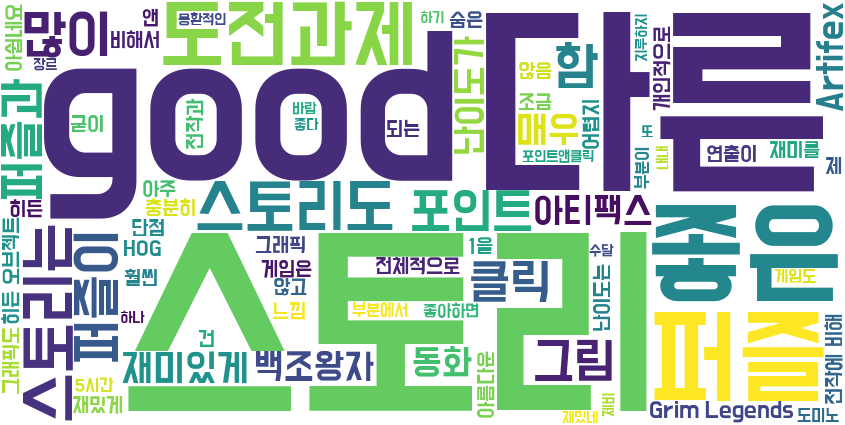 good
다른
스토리
좋은
퍼즐
도전과제
많이
함
Artifex
퍼즐과
스토리도
포인트
매우
난이도가
아티팩스
퍼즐이
스토리는
클릭
그림
재미있게
백조왕자
동화
Grim Legends
전작에 비해
아쉽네요
몽환적인
앤
비해서
장르
하기
숨은
지루하지
개인적으로
않음
조금
어렵지
굳이
전작과
바람
좋다
되는
포인트앤클릭
또
부분이
내내
연출이
재미를
제
히든
아주
충분히
단점
HOG
훨씬
그래픽
게임은
않고
느낌
전체적으로
1을
부분에서
좋아하면
수달
난이도는
게임도
히든 오브젝트
그래픽도
하나
5시간
재밌게
건
아름다운
제비
재밌네
도미노